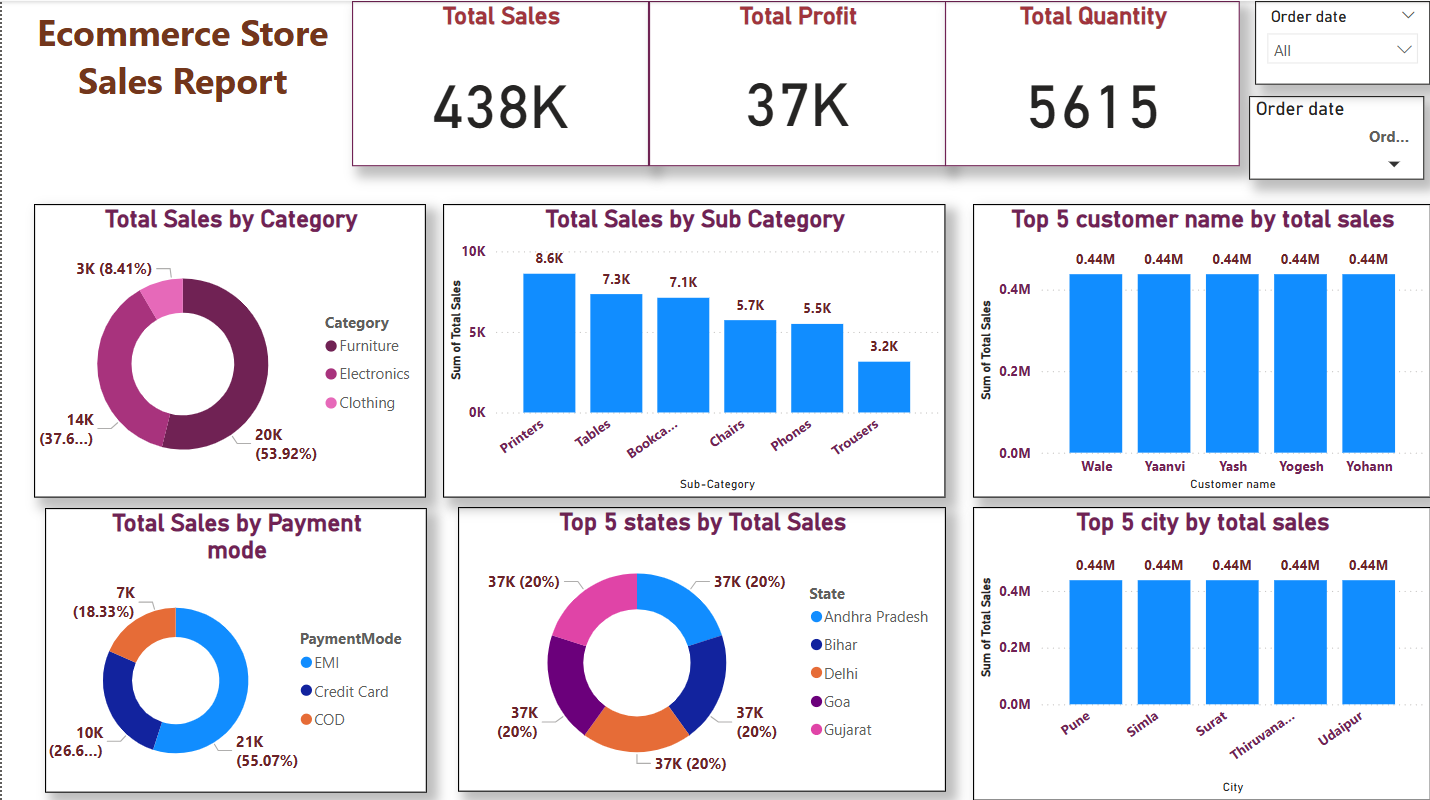 Ecommerce Store
Sales Report
Total Sales
438K
Total Profit
37K
Total Quantity
5615
Order date
All
Order date
Ord...
Total Sales by Category
3K (8.41%)
14K
(37.6...)
20K
(53.92%)
Category
Furniture
Electronics
Clothing
Total Sales by Sub Category
Sum of Total Sales
10K
5K
0K
8.6K
7.3K
7.1K
5.7K
5.5K
3.2K
Printers
Tables
Bookca...
Chairs
Phones
Trousers
Sub-Category
Top 5 customer name by total sales
Sum of Total Sales
0.4M
0.2M
0.0M
0.44M
0.44M
0.44M
0.44M
0.44M
Wale
Yaanvi
Yash
Yogesh
Yohann
Customer name
Total Sales by Payment
mode
7K
(18.33%)
10K
(26.6...)
21K
(55.07%)
PaymentMode
EMI
Credit Card
COD
Top 5 states by Total Sales
37K (20%)
37K (20%)
37K
(20%)
37K
(20%)
37K (20%)
State
Andhra Pradesh
Bihar
Delhi
Goa
Gujarat
Top 5 city by total sales
Sum of Total Sales
0.4M
0.2M
0.0M
0.44M
0.44M
0.44M
0.44M
0.44M
Pune
Simla
Surat
Thiruvana...
Udaipur
City